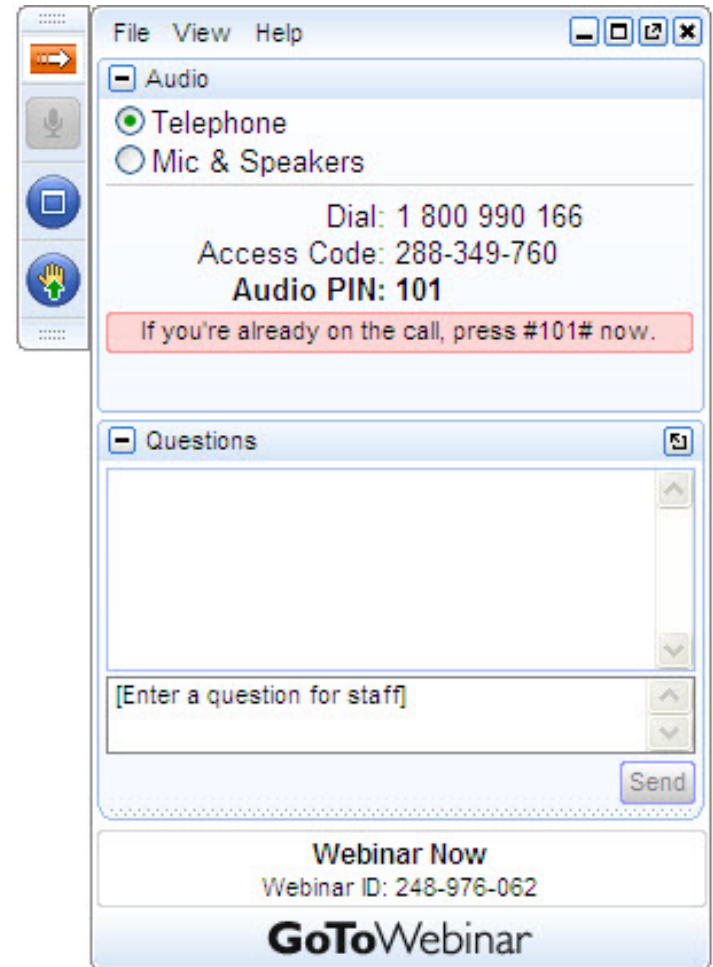 File View Help
Audio
Telephone
Mic & Speakers
Dial: 1 800 990 166
Access Code: 288-349-760
Audio PIN: 101
If you're already on the call, press #101# now.
Questions
[Enter a question for staff]
Send
Webinar Now
Webinar ID: 248-976-062
GoToWebinar